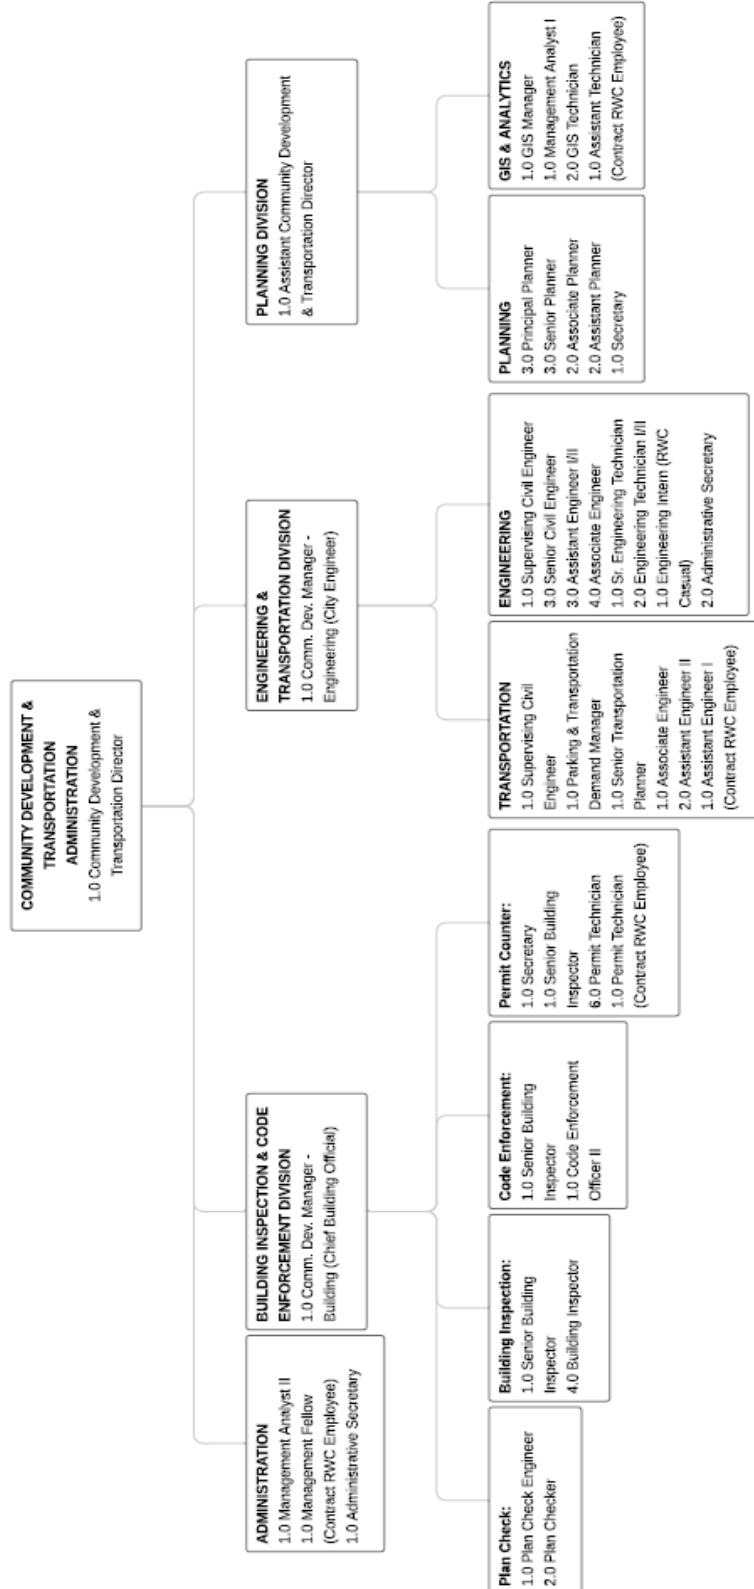 COMMUNITY DEVELOPMENT &
TRANSPORTATION
ADMINISTRATION
1.0 Community Development &
Transportation Director
ADMINISTRATION
1.0 Management Analyst II
1.0 Management Fellow
(Contract RWC Employee)
1.0 Administrative Secretary
BUILDING INSPECTION & CODE
ENFORCEMENT DIVISION
1.0 Comm. Dev. Manager -
Building (Chief Building Official)
ENGINEERING &
TRANSPORTATION DIVISION
1.0 Comm. Dev. Manager -
Engineering (City Engineer)
PLANNING DIVISION
1.0 Assistant Community Development
& Transportation Director
Plan Check:
1.0 Plan Check Engineer
2.0 Plan Checker
Building Inspection:
1.0 Senior Building
Inspector
4.0 Building Inspector
Code Enforcement:
1.0 Senior Building
Inspector
1.0 Code Enforcement
Officer II
Permit Counter:
1.0 Secretary
1.0 Senior Building
Inspector
6.0 Permit Technician
1.0 Permit Technician
(Contract RWC Employee)
TRANSPORTATION
1.0 Supervising Civil
Engineer
1.0 Parking & Transportation
Demand Manager
1.0 Senior Transportation
Planner
1.0 Associate Engineer
2.0 Assistant Engineer II
1.0 Assistant Engineer I
(Contract RWC Employee)
ENGINEERING
1.0 Supervising Civil Engineer
3.0 Senior Civil Engineer
3.0 Assistant Engineer I/II
4.0 Associate Engineer
1.0 Sr. Engineering Technician
2.0 Engineering Technician I/II
1.0 Engineering Intern (RWC
Casual)
2.0 Administrative Secretary
PLANNING
3.0 Principal Planner
3.0 Senior Planner
2.0 Associate Planner
2.0 Assistant Planner
1.0 Secretary
GIS & ANALYTICS
1.0 GIS Manager
1.0 Management Analyst I
2.0 GIS Technician
1.0 Assistant Technician
(Contract RWC Employee)